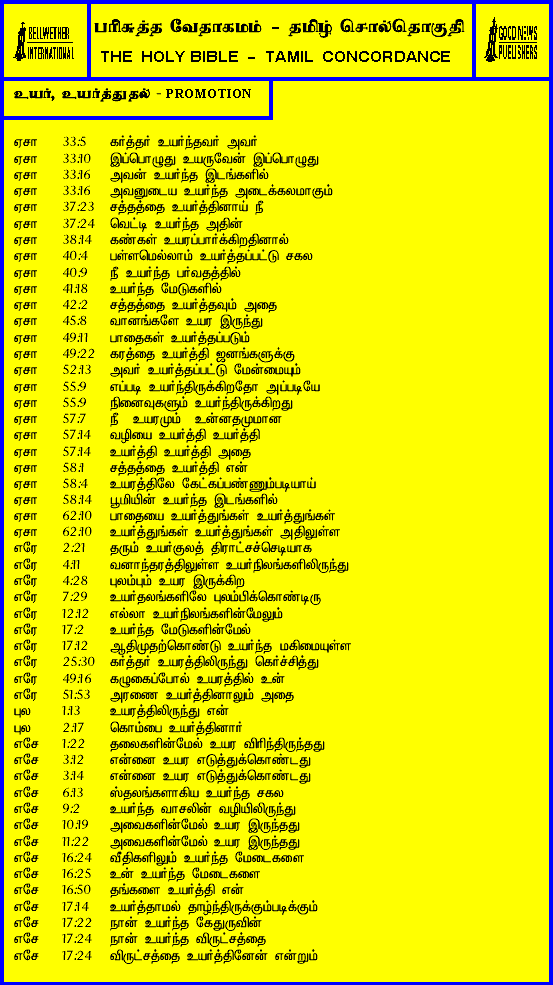 BELLWETHER
INTERNATIONAL
பரிசுத்த வேதாகமம் - தமிழ் சொல்தொகுதி
THE HOLY BIBLE - TAMIL CONCORDANCE
GOOD NEWS
PUBLISHERS
உயர், உயர்த்துதல் - PROMOTION
ஏசா 33:5 கர்த்தர் உயர்ந்தவர் அவர்
ஏசா 33:10 இப்பொழுது உயருவேன் இப்பொழுது
ஏசா 33:16 அவன் உயர்ந்த இடங்களில்
ஏசா 33:16 அவனுடைய உயர்ந்த அடைக்கலமாகும்
ஏசா 37:23 சத்தத்தை உயர்த்தினாய் நீ
ஏசா 37:24 வெட்டி உயர்ந்த அதின்
ஏசா 38:14 கண்கள் உயரப்பார்க்கிறதினால்
ஏசா 40:4 பள்ளமெல்லாம் உயர்த்தப்பட்டு சகல
ஏசா 40:9 நீ உயர்ந்த பர்வதத்தில்
ஏசா 41:18 உயர்ந்த மேடுகளில்
ஏசா 42:2 சத்தத்தை உயர்த்தவும் அதை
ஏசா 45:8 வானங்களே உயர இருந்து
ஏசா 49:11 பாதைகள் உயர்த்தப்படும்
ஏசா 49:22 கரத்தை உயர்த்தி ஜனங்களுக்கு
ஏசா 52:13 அவர் உயர்த்தப்பட்டு மேன்மையும்
ஏசா 55:9 எப்படி உயர்ந்திருக்கிறதோ அப்படியே
ஏசா 55:9 நினைவுகளும் உயர்ந்திருக்கிறது
ஏசா 57:7 நீ உயரமும் உன்னதமுமான
ஏசா 57:14 வழியை உயர்த்தி உயர்த்தி
ஏசா 57:14 உயர்த்தி உயர்த்தி அதை
ஏசா 58:1 சத்தத்தை உயர்த்தி என்
ஏசா 58:4 உயரத்திலே கேட்கப்பண்ணும்படியாய்
ஏசா 58:14 பூமியின் உயர்ந்த இடங்களில்
ஏசா 62:10 பாதையை உயர்த்துங்கள் உயர்த்துங்கள்
ஏசா 62:10 உயர்த்துங்கள் உயர்த்துங்கள் அதிலுள்ள
எரே 2:21 தரும் உயர்குலத் திராட்சச்செடியாக
எரே 4:11 வனாந்தரத்திலுள்ள உயர்நிலங்களிலிருந்து
எரே 4:28 புலம்பும் உயர இருக்கிற
எரே 7:29 உயர்தலங்களிலே புலம்பிக்கொண்டிரு
எரே 12:12 எல்லா உயர்நிலங்களின்மேலும்
எரே 17:2 உயர்ந்த மேடுகளின்மேல்
எரே 17:12 ஆதிமுதற்கொண்டு உயர்ந்த மகிமையுள்ள
எரே 25:30 கர்த்தர் உயரத்திலிருந்து கெர்ச்சித்து
எரே 49:16 கழுகைப்போல் உயரத்தில் உன்
எரே 51:53 அரணை உயர்த்தினாலும் அதை
புல 1:13 உயரத்திலிருந்து என்
புல 2:17 கொம்பை உயர்த்தினார்
எசே 1:22 தலைகளின்மேல் உயர விரிந்திருந்தது
எசே 3:12 என்னை உயர எடுத்துக்கொண்டது
எசே 3:14 என்னை உயர எடுத்துக்கொண்டது
எசே 6:13 ஸ்தலங்களாகிய உயர்ந்த சகல
எசே 9:2 உயர்ந்த வாசலின் வழியிலிருந்து
எசே 10:19 அவைகளின்மேல் உயர இருந்தது
எசே 11:22 அவைகளின்மேல் உயர இருந்தது
எசே 16:24 வீதிகளிலும் உயர்ந்த மேடைகளை
எசே 16:25 உன் உயர்ந்த மேடைகளை
எசே 16:50 தங்களை உயர்த்தி என்
எசே 17:14 உயர்த்தாமல் தாழ்ந்திருக்கும்படிக்கும்
எசே 17:22 நான் உயர்ந்த கேதுருவின்
எசே 17:24 நான் உயர்ந்த விருட்சத்தை
எசே 17:24 விருட்சத்தை உயர்த்தினேன் என்றும்